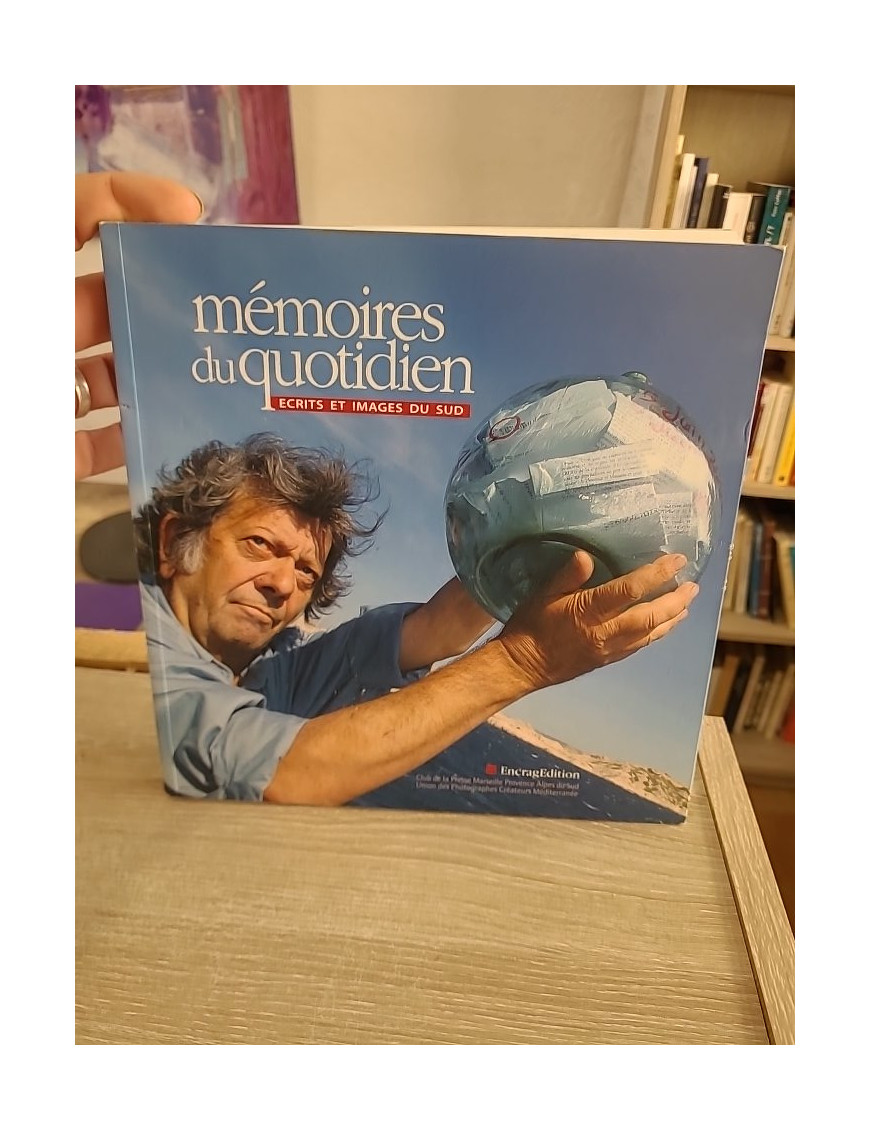 mémoires
du quotidien
ECRITS ET IMAGES DU SUD
EncragEdition
Club de la Presse Marseille Provence Alpes du Sud
Union des Photographes Créateurs Méditerranée